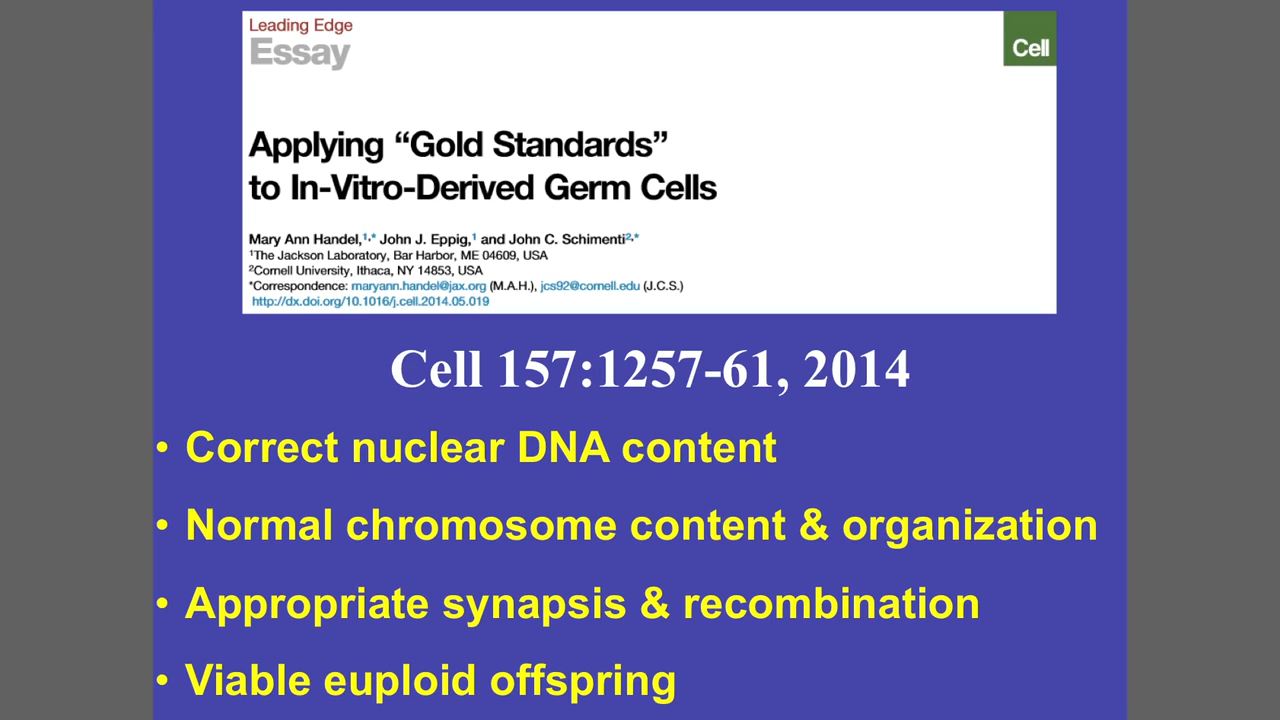 Leading Edge
Essay
Cell
Applying “Gold Standards”
to In-Vitro-Derived Germ Cells
Mary Ann Handel,1,* John J. Eppig,1 and John C. Schimenti2,*
1The Jackson Laboratory, Bar Harbor, ME 04609, USA
2Cornell University, Ithaca, NY 14853, USA
*Correspondence: maryann.handel@jax.org (M.A.H.), jcs92@cornell.edu (J.C.S.)
http://dx.doi.org/10.1016/j.cell.2014.05.019
Cell 157:1257-61, 2014
• Correct nuclear DNA content
• Normal chromosome content & organization
• Appropriate synapsis & recombination
• Viable euploid offspring